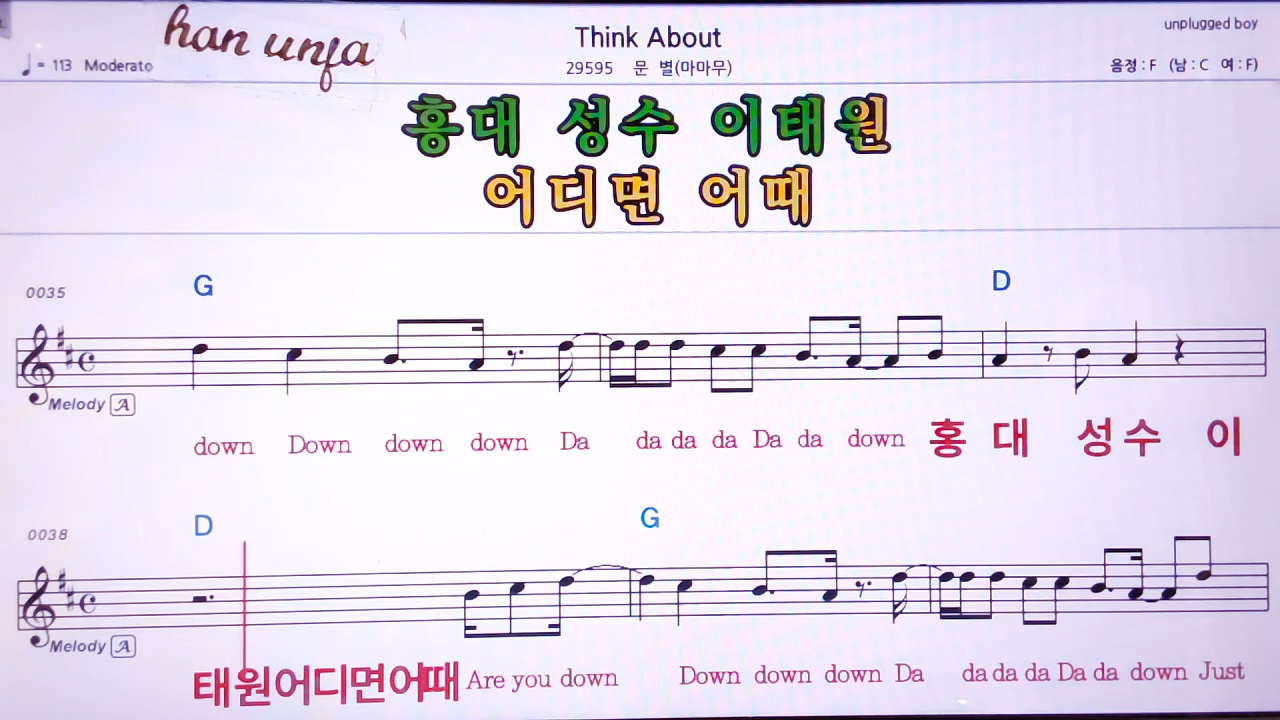 han unja
Think About
unplugged boy
♩= 113 Moderato
29595 문 별(마마무)
음정 : F (남 : C 여 : F)
홍대 성수 이태원
어디면 어때
0035
G D
Melody A
down Down down down Da da da da Da da down 홍 대 성 수 이
0038
D G
Melody A
태원어디면어때 Are you down Down down down Da da da da Da da down Just